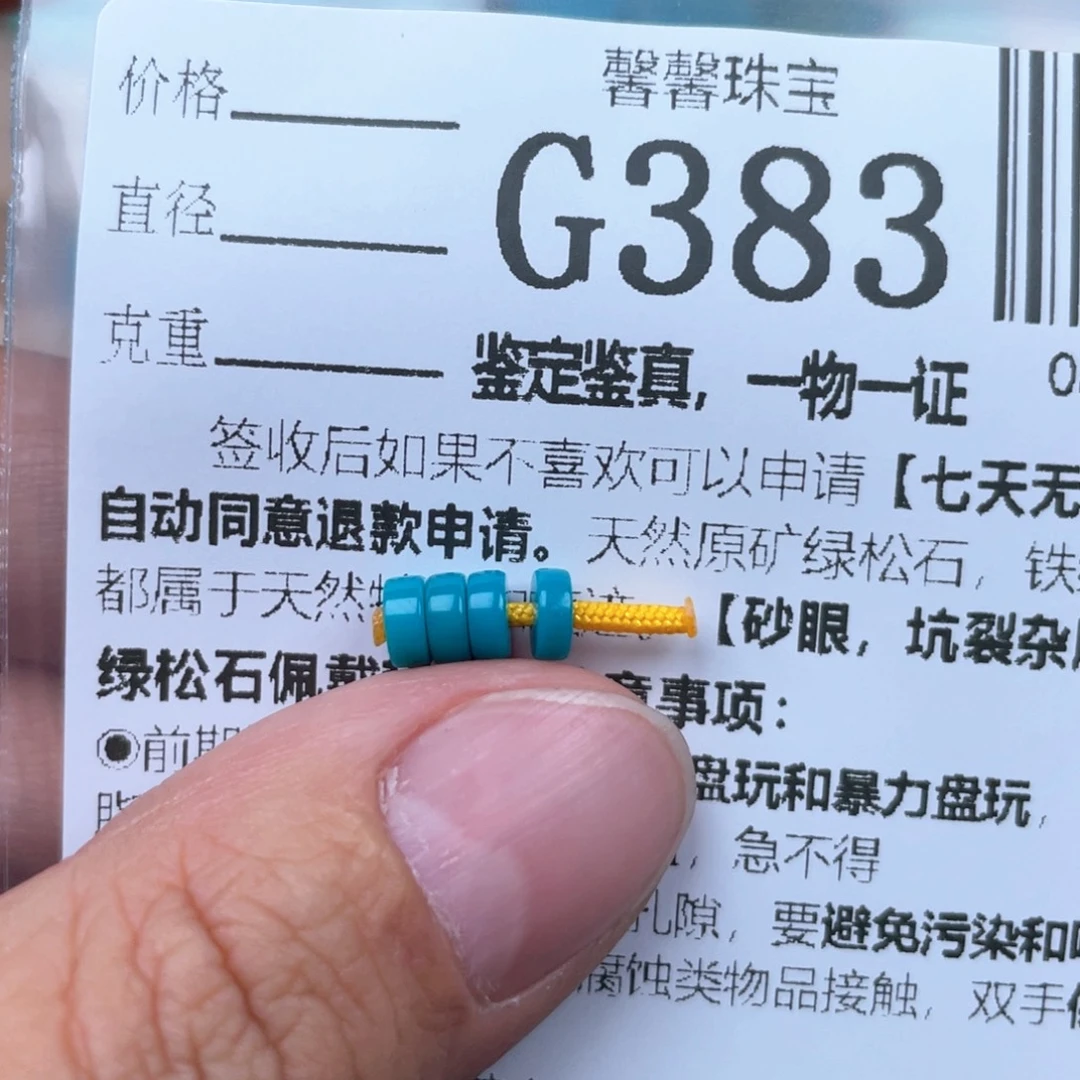 价格
馨馨珠宝
G383
直径
克重
鉴定鉴真，一物一证
签收后如果不喜欢可以申请【七天无
自动同意退款申请。天然原矿绿松石，铁
都属于天然 【砂眼，坑裂杂
绿松石佩戴 事项：
◉前期
盘玩和暴力盘玩，
，急不得
孔隙，要避免污染和
腐蚀类物品接触，双手